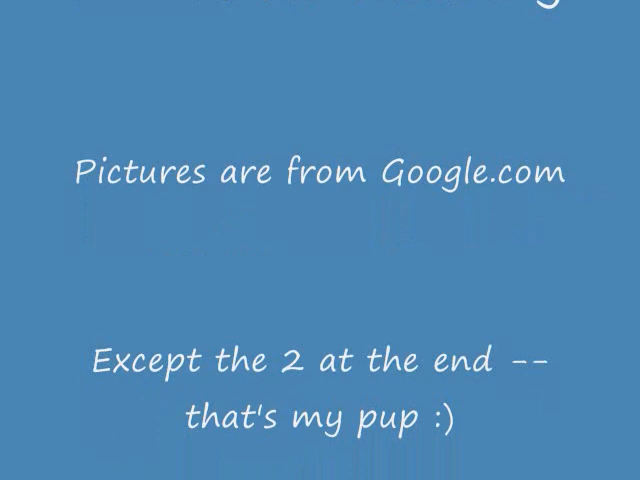 Pictures are from Google.com
Except the 2 at the end --
that's my pup :)